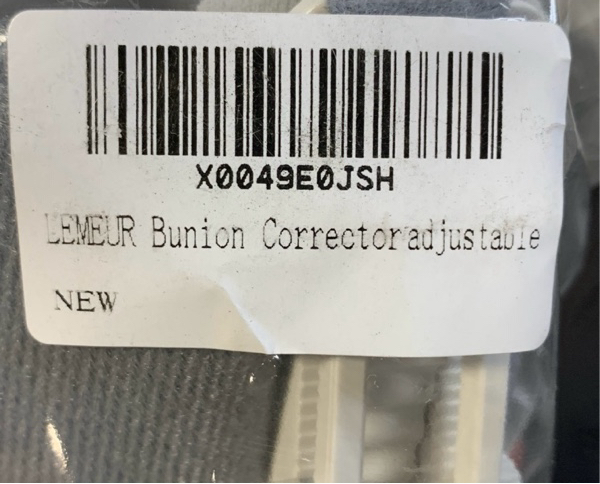 X0049E0JSH
LEMEUR Bunion Corrector adjustable
NEW